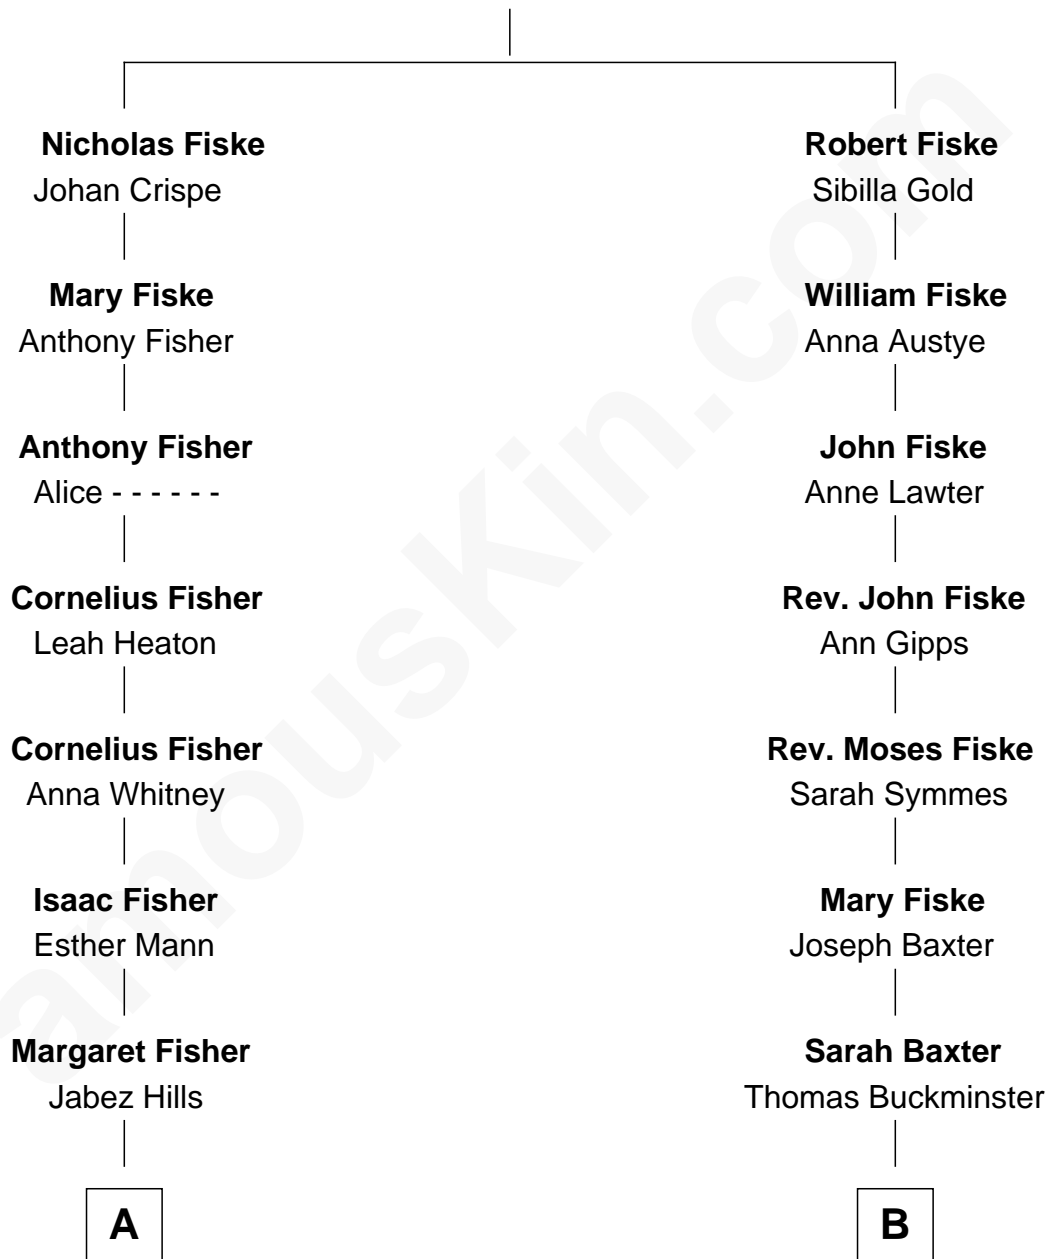 Nicholas Fiske
Johan Crispe
Mary Fiske
Anthony Fisher
Anthony Fisher
Alice - - - - - -
Cornelius Fisher
Leah Heaton
Cornelius Fisher
Anna Whitney
Isaac Fisher
Esther Mann
Margaret Fisher
Jabez Hills
A
Robert Fiske
Sibilla Gold
William Fiske
Anna Austye
John Fiske
Anne Lawter
Rev. John Fiske
Ann Gipps
Rev. Moses Fiske
Sarah Symmes
Mary Fiske
Joseph Baxter
Sarah Baxter
Thomas Buckminster
B
amousKin.com